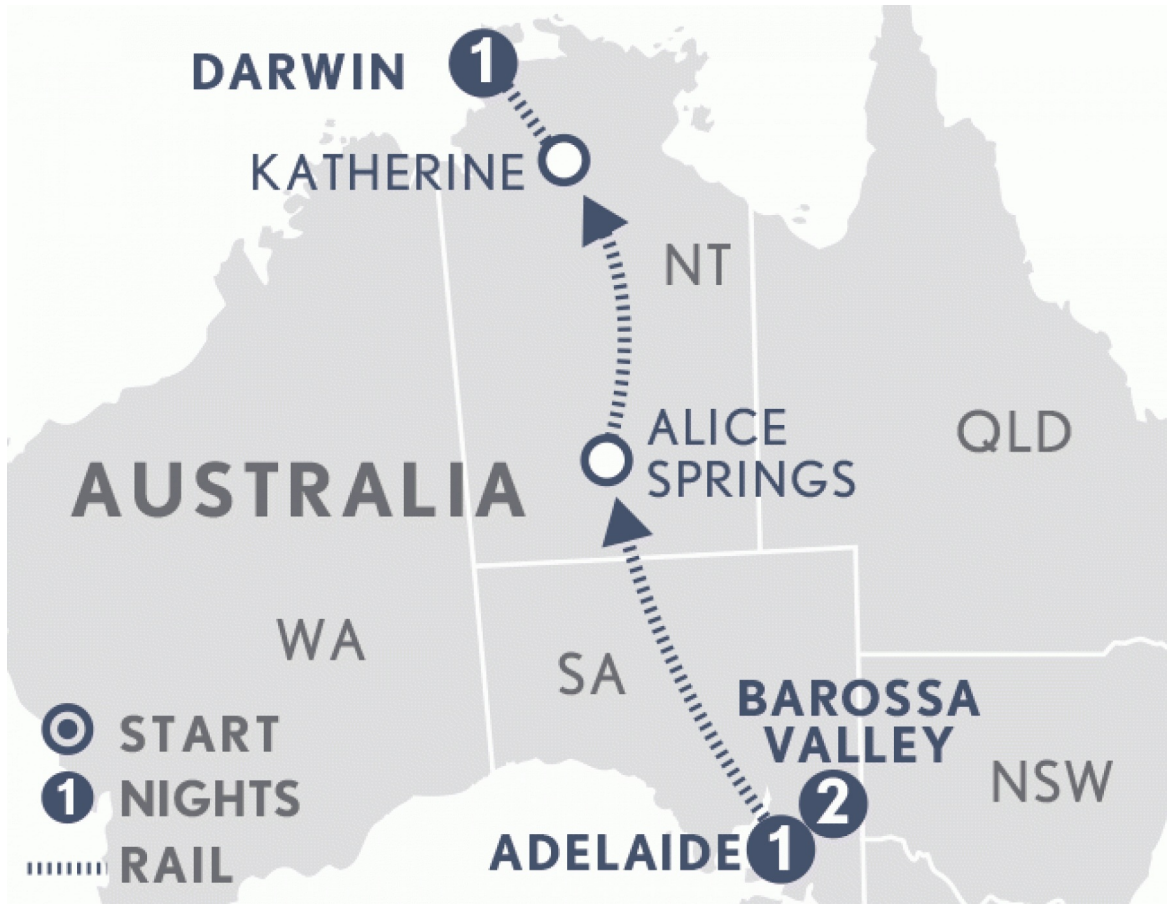 DARWIN 1
KATHERINE
NT
ALICE
SPRINGS
QLD
AUSTRALIA
WA
SA
BAROSSA
VALLEY
2
NSW
ADELAIDE 1
START
1 NIGHTS
RAIL